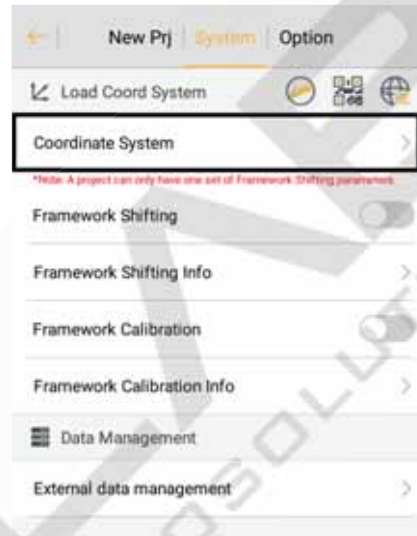 New Prj | System | Option
Load Coord System
Coordinate System
*Note: A project can only have one set of Framework Shifting parameters.
Framework Shifting
Framework Shifting Info
Framework Calibration
Framework Calibration Info
Data Management
External data management